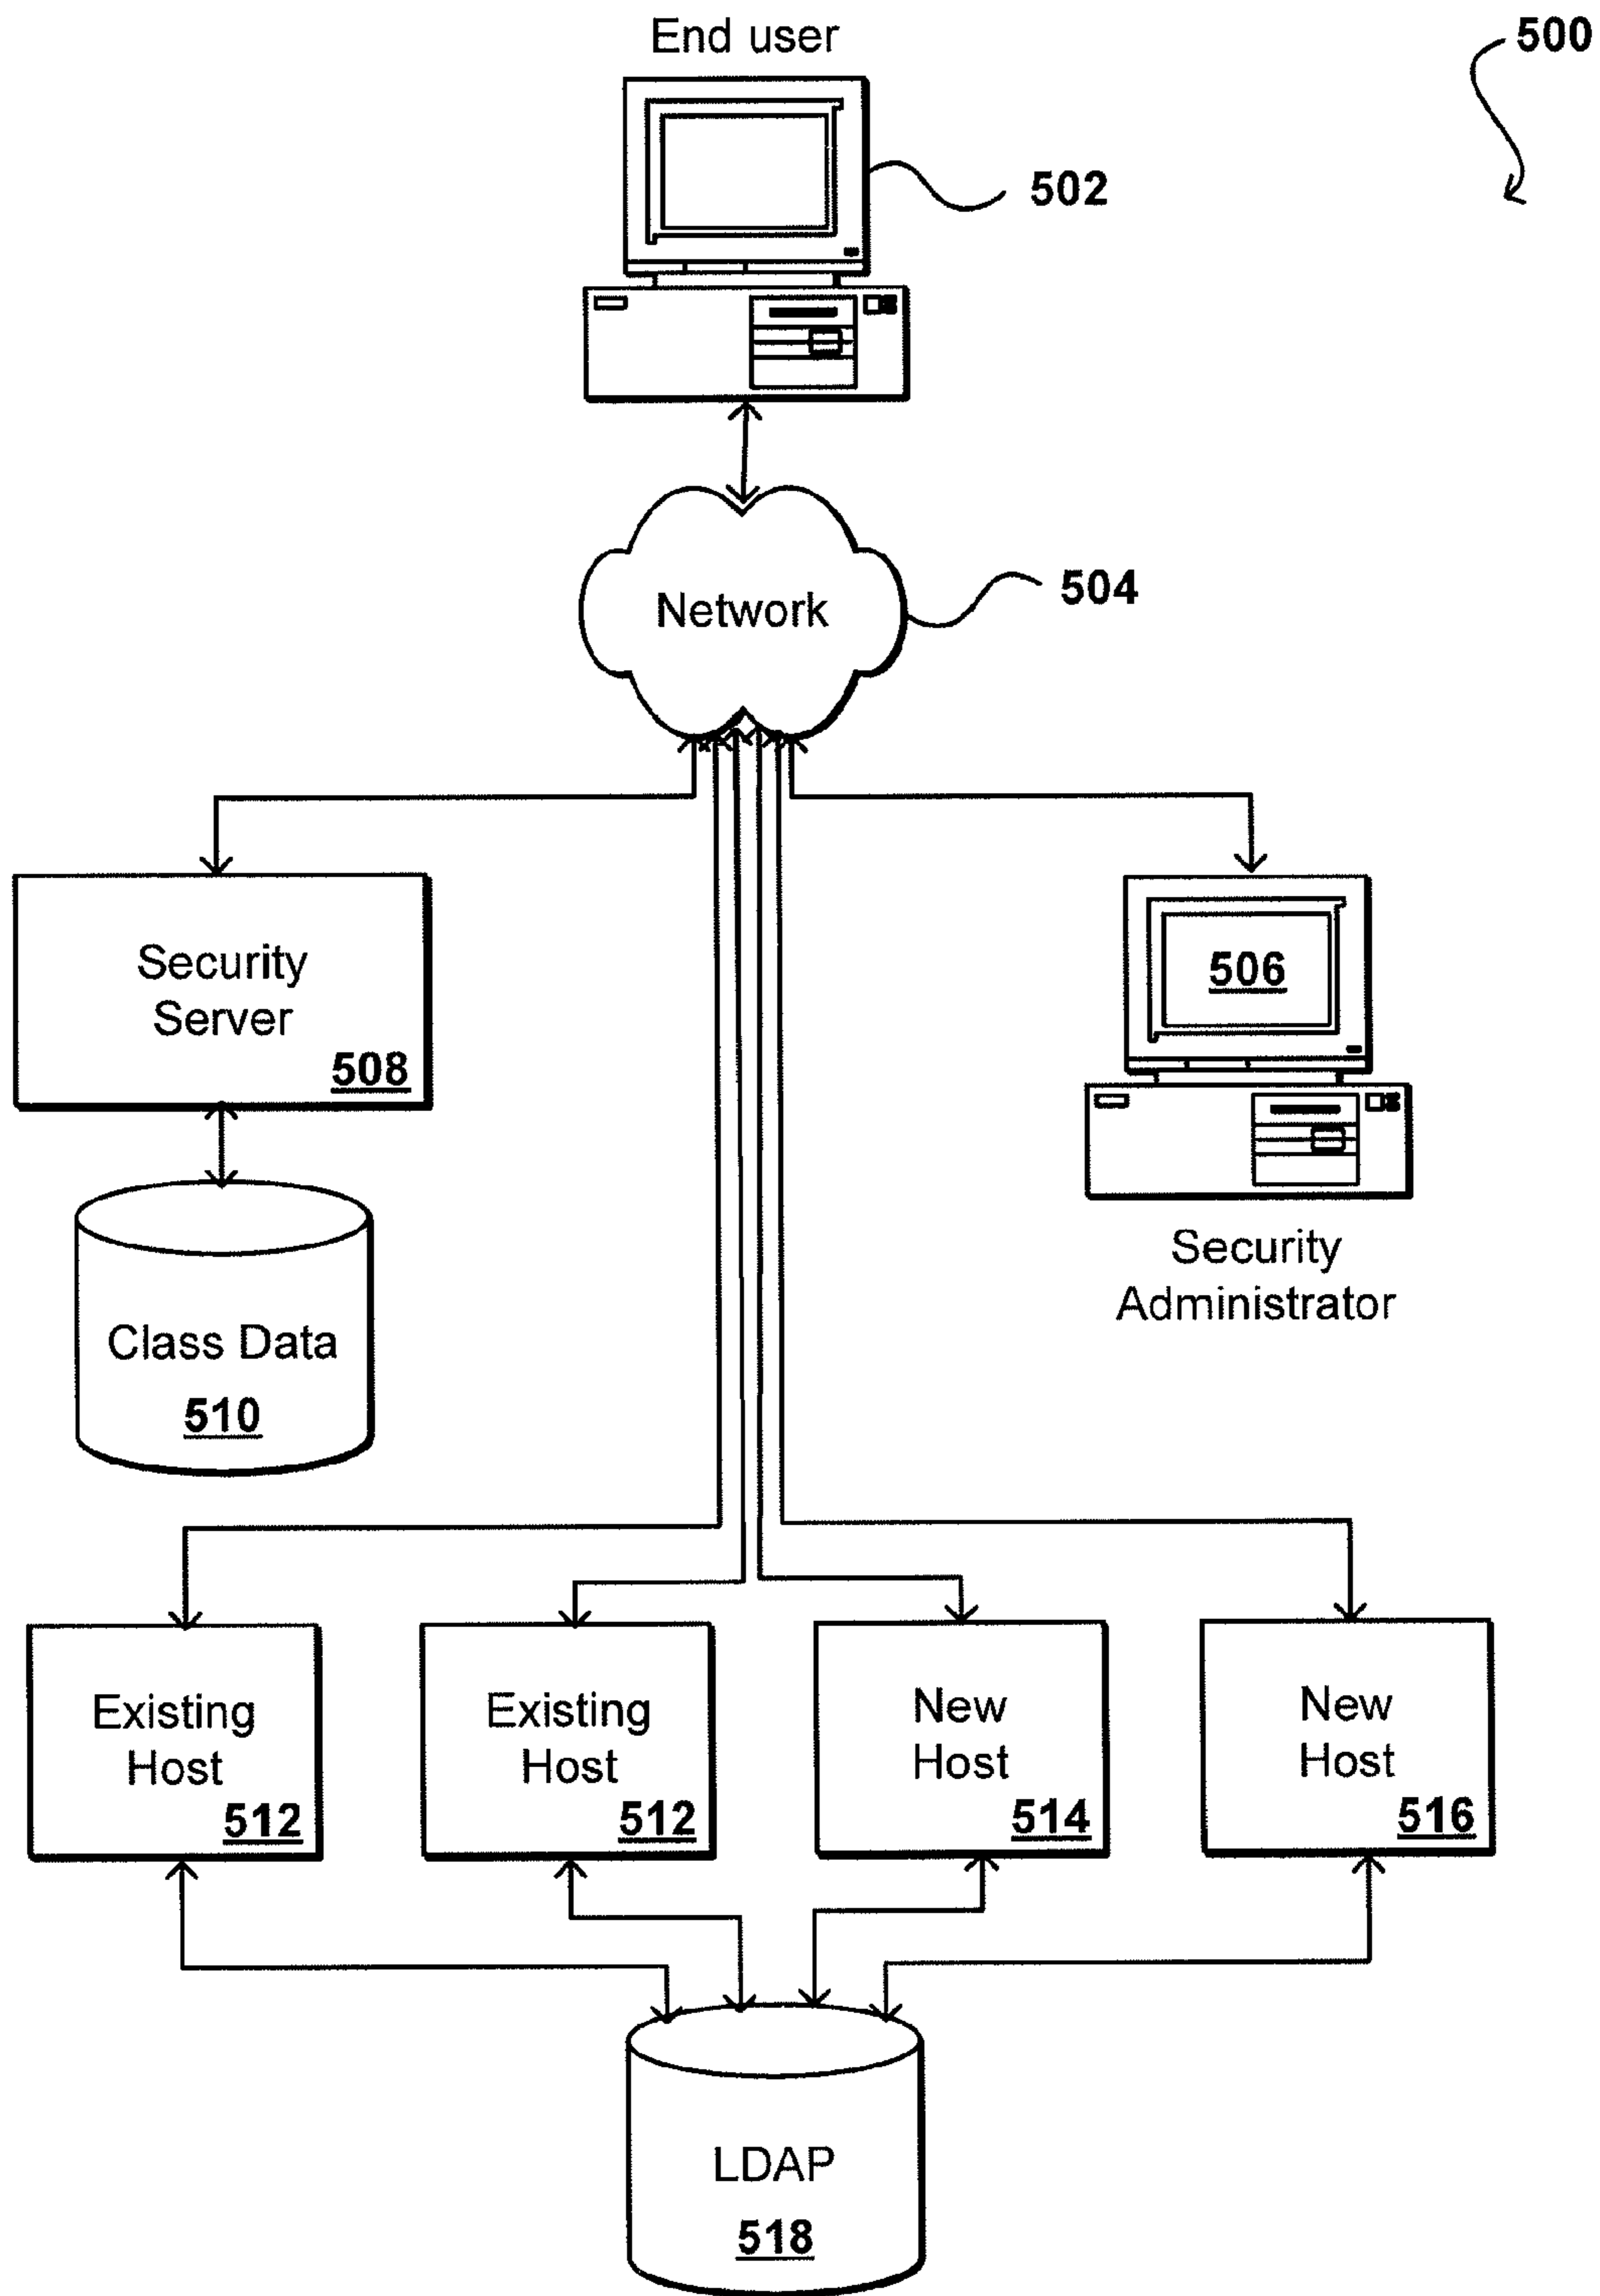 End user
500
502
Network
504
Security
Server
508
506
Security
Administrator
Class Data
510
Existing
Host
512
Existing
Host
512
New
Host
514
New
Host
516
LDAP
518